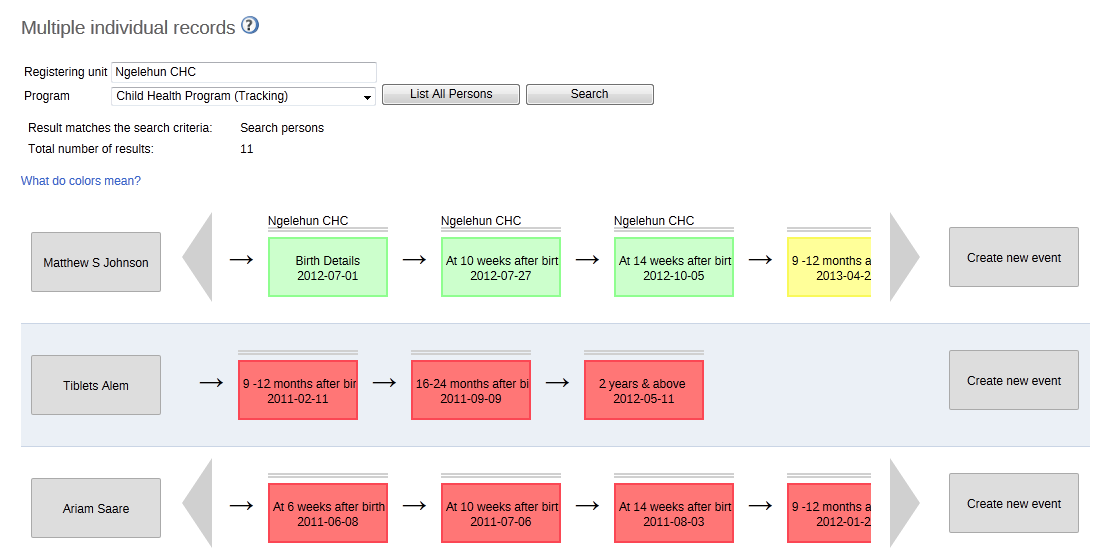 Multiple individual records ?
Registering unit Ngelehun CHC
Program Child Health Program (Tracking) List All Persons Search
Result matches the search criteria: Search persons
Total number of results: 11
What do colors mean?
Ngelehun CHC Ngelehun CHC Ngelehun CHC
Matthew S Johnson Birth Details At 10 weeks after birt At 14 weeks after birt 9 -12 months a Create new event
2012-07-01 2012-07-27 2012-10-05 2013-04-2
Tiblets Alem 9 -12 months after bir 16-24 months after bi 2 years & above Create new event
2011-02-11 2011-09-09 2012-05-11
Ariam Saare At 6 weeks after birth At 10 weeks after birt At 14 weeks after birt 9 -12 months a Create new event
2011-06-08 2011-07-06 2011-08-03 2012-01-2